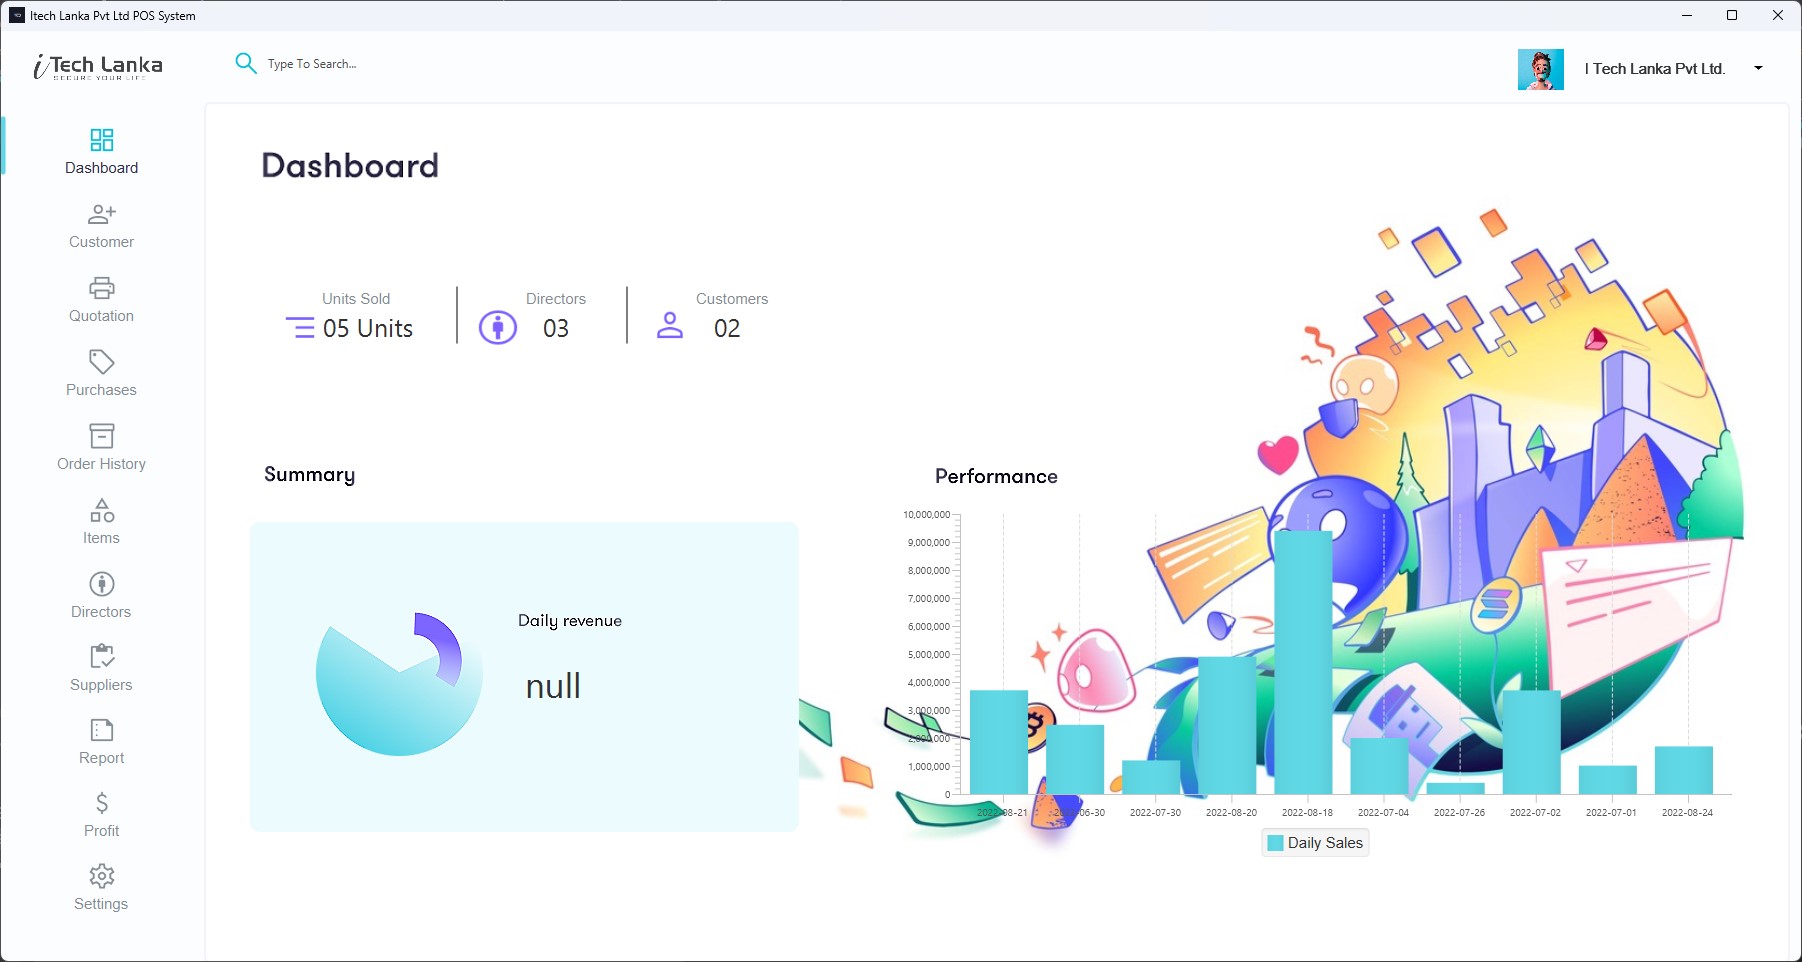 Itech Lanka Pvt Ltd POS System
i Tech Lanka
SECURE YOUR LIFE
Type To Search...
I Tech Lanka Pvt Ltd.
Dashboard
Customer
Quotation
Purchases
Order History
Items
Directors
Suppliers
Report
Profit
Settings
Dashboard
Units Sold
05 Units
Directors
03
Customers
02
Summary
Daily revenue
null
Performance
10,000,000
9,000,000
8,000,000
7,000,000
6,000,000
5,000,000
4,000,000
3,000,000
2,000,000
1,000,000
0
2022-08-21 2022-06-30 2022-07-30 2022-08-20 2022-08-18 2022-07-04 2022-07-26 2022-07-02 2022-07-01 2022-08-24
Daily Sales